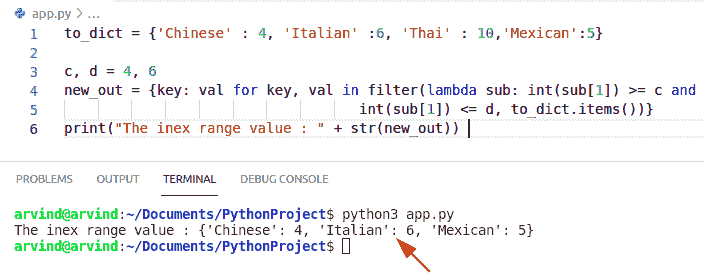 app.py > ...
1 to_dict = {'Chinese' : 4, 'Italian' :6, 'Thai' : 10,'Mexican':5}
2
3 c, d = 4, 6
4 new_out = {key: val for key, val in filter(lambda sub: int(sub[1]) >= c and
5 int(sub[1]) <= d, to_dict.items())}
6 print("The inex range value : " + str(new_out))
PROBLEMS OUTPUT TERMINAL DEBUG CONSOLE
arvind@arvind:~/Documents/PythonProject$ python3 app.py
The inex range value : {'Chinese': 4, 'Italian': 6, 'Mexican': 5}
arvind@arvind:~/Documents/PythonProject$